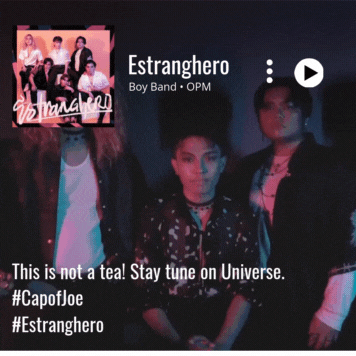 Estranghero
Boy Band • OPM
estranghero
This is not a tea! Stay tune on Universe.
#CapofJoe
#Estranghero